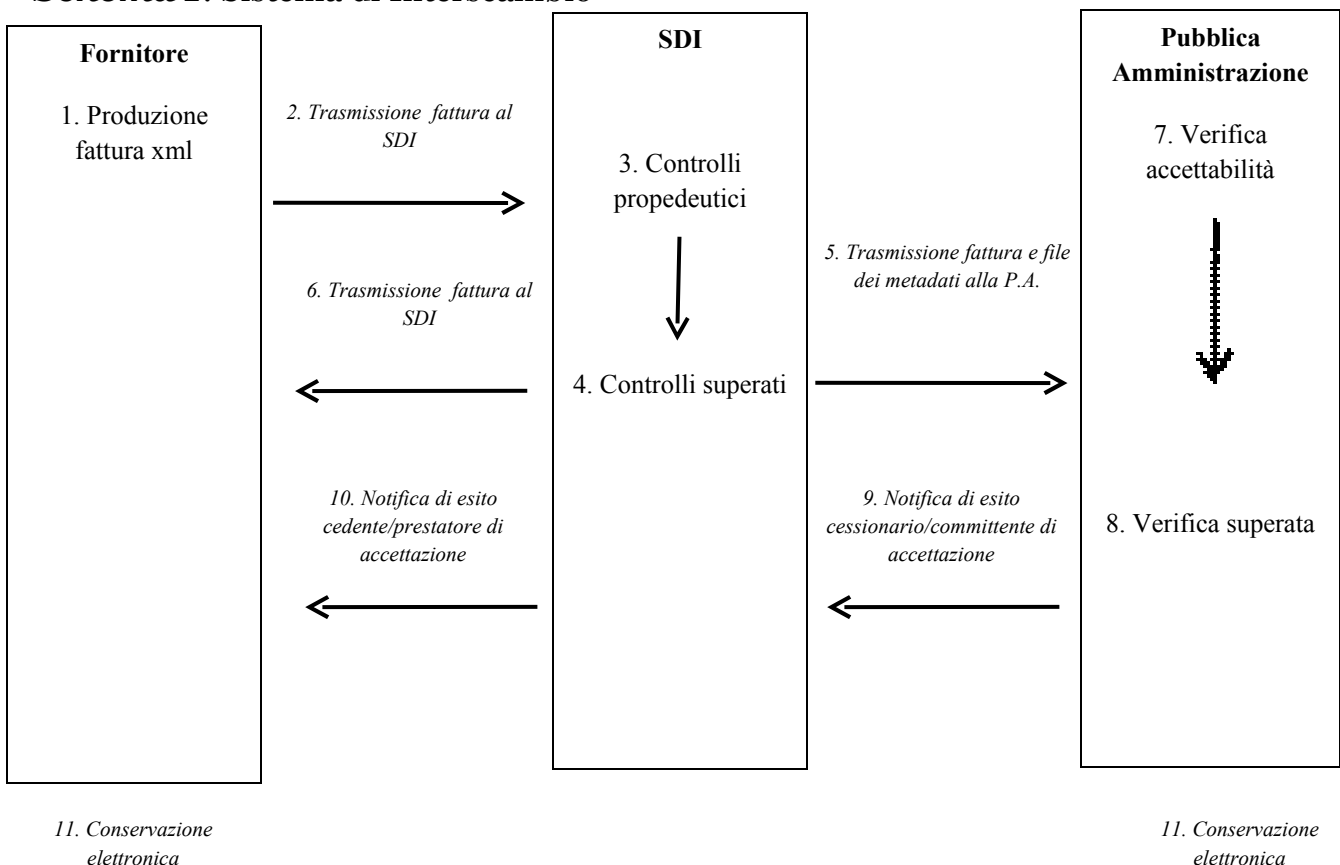 Sistema di Interscambio
Fornitore
1. Produzione
fattura xml
2. Trasmissione fattura al
SDI
6. Trasmissione fattura al
SDI
10. Notifica di esito
cedente/prestatore di
accettazione
SDI
3. Controlli
propedeutici
4. Controlli superati
5. Trasmissione fattura e file
dei metadati alla P.A.
9. Notifica di esito
cessionario/committente di
accettazione
Pubblica
Amministrazione
7. Verifica
accettabilità
8. Verifica superata
11. Conservazione
elettronica
11. Conservazione
elettronica